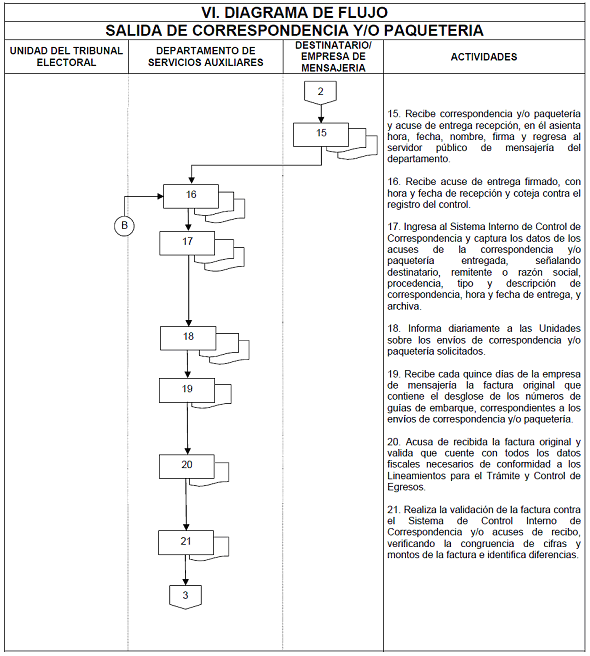 VI. DIAGRAMA DE FLUJO
SALIDA DE CORRESPONDENCIA Y/O PAQUETERIA
UNIDAD DEL TRIBUNAL
ELECTORAL
DEPARTAMENTO DE
SERVICIOS AUXILIARES
DESTINATARIO/
EMPRESA DE
MENSAJERIA
ACTIVIDADES
2
15
16
B
17
18
19
20
21
3
15. Recibe correspondencia y/o paquetería
y acuse de entrega recepción, en él asienta
hora, fecha, nombre, firma y regresa al
servidor público de mensajería del
departamento.
16. Recibe acuse de entrega firmado, con
hora y fecha de recepción y coteja contra el
registro del control.
17. Ingresa al Sistema Interno de Control de
Correspondencia y captura los datos de los
acuses de la correspondencia y/o
paquetería entregada, señalando
destinatario, remitente o razón social,
procedencia, tipo y descripción de
correspondencia, hora y fecha de entrega, y
archiva.
18. Informa diariamente a las Unidades
sobre los envíos de correspondencia y/o
paquetería solicitados.
19. Recibe cada quince días de la empresa
de mensajería la factura original que
contiene el desglose de los números de
guías de embarque, correspondientes a los
envíos de correspondencia y/o paquetería.
20. Acusa de recibida la factura original y
valida que cuente con todos los datos
fiscales necesarios de conformidad a los
Lineamientos para el Trámite y Control de
Egresos.
21. Realiza la validación de la factura contra
el Sistema de Control Interno de
Correspondencia y/o acuses de recibo,
verificando la congruencia de cifras y
montos de la factura e identifica diferencias.